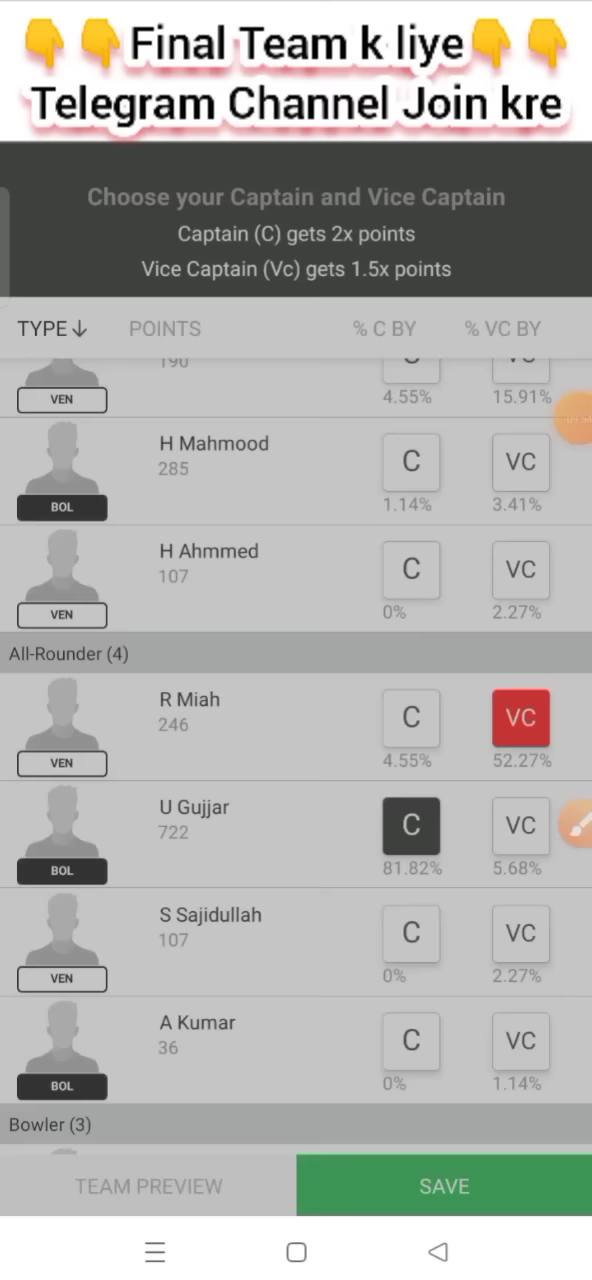 👇👇Final Team k liye👇👇
Telegram Channel Join kre
Choose your Captain and Vice Captain
Captain (C) gets 2x points
Vice Captain (Vc) gets 1.5x points
TYPE↓ POINTS % C BY % VC BY
190 C VC
VEN 4.55% 15.91%
H Mahmood
285 C VC
BOL 1.14% 3.41%
H Ahmmed
107 C VC
VEN 0% 2.27%
All-Rounder (4)
R Miah
246 C VC
VEN 4.55% 52.27%
U Gujjar
722 C VC
BOL 81.82% 5.68%
S Sajidullah
107 C VC
VEN 0% 2.27%
A Kumar
36 C VC
BOL 0% 1.14%
Bowler (3)
TEAM PREVIEW SAVE